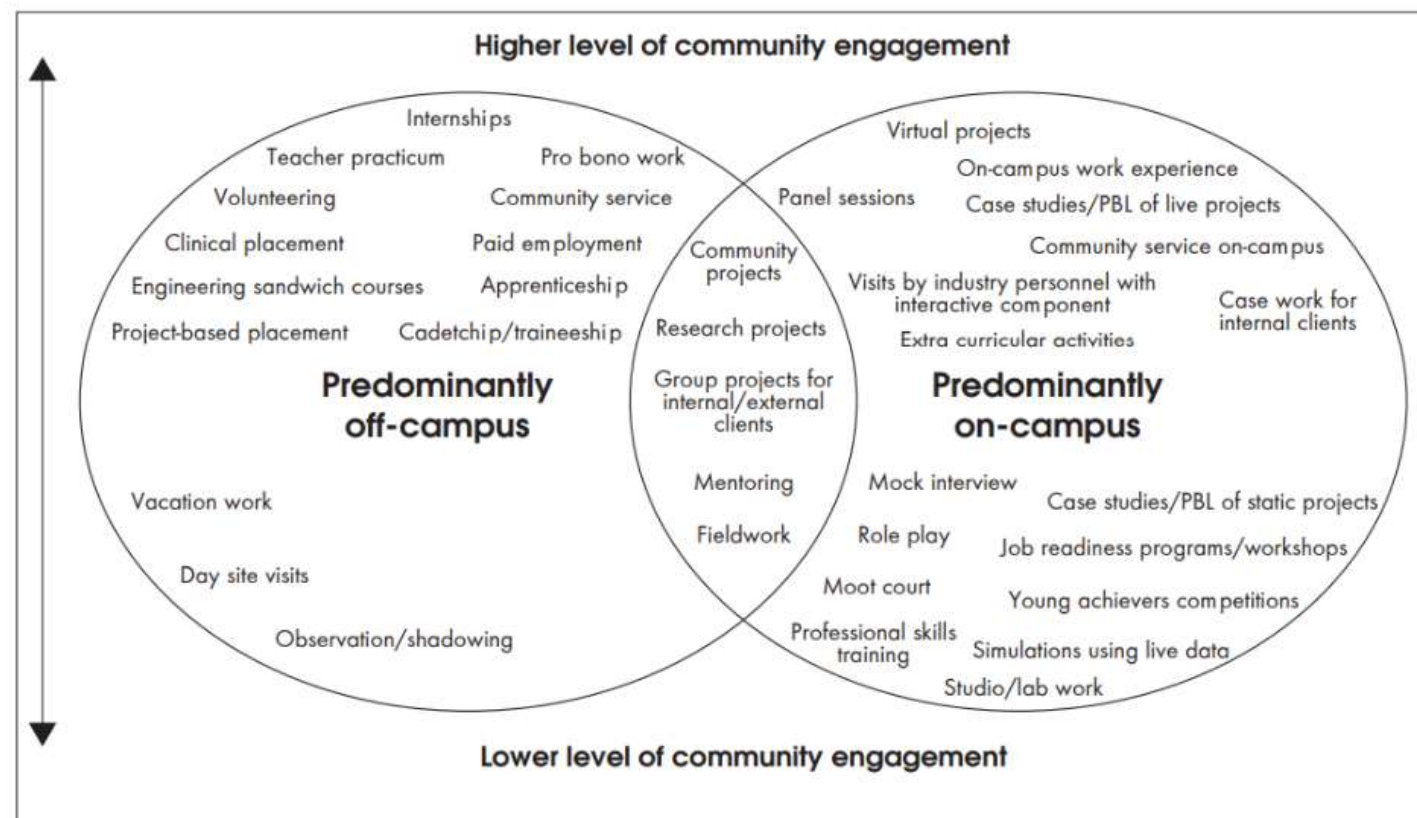 Higher level of community engagement
Internships
Teacher practicum
Pro bono work
Volunteering
Community service
Clinical placement
Paid employment
Engineering sandwich courses
Apprenticeship
Project-based placement
Cadetchip/traineeship
Predominantly
off-campus
Vacation work
Day site visits
Observation/shadowing
Community
projects
Research projects
Group projects for
internal/external
clients
Mentoring
Fieldwork
Virtual projects
On-campus work experience
Panel sessions
Case studies/PBL of live projects
Community service on-campus
Visits by industry personnel with
interactive component
Case work for
internal clients
Extra curricular activities
Predominantly
on-campus
Mock interview
Case studies/PBL of static projects
Role play
Job readiness programs/workshops
Moot court
Young achievers competitions
Professional skills
training
Simulations using live data
Studio/lab work
Lower level of community engagement